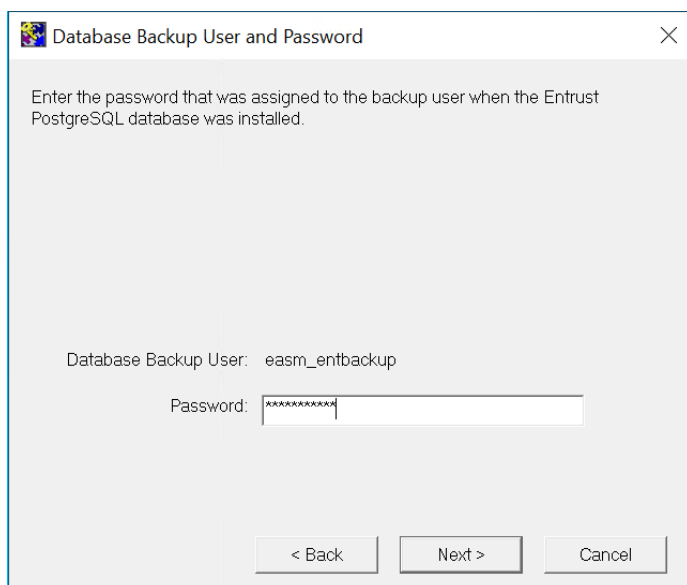 Database Backup User and Password
Enter the password that was assigned to the backup user when the Entrust
PostgreSQL database was installed.
Database Backup User: easm_entbackup
Password: ***********
< Back Next > Cancel